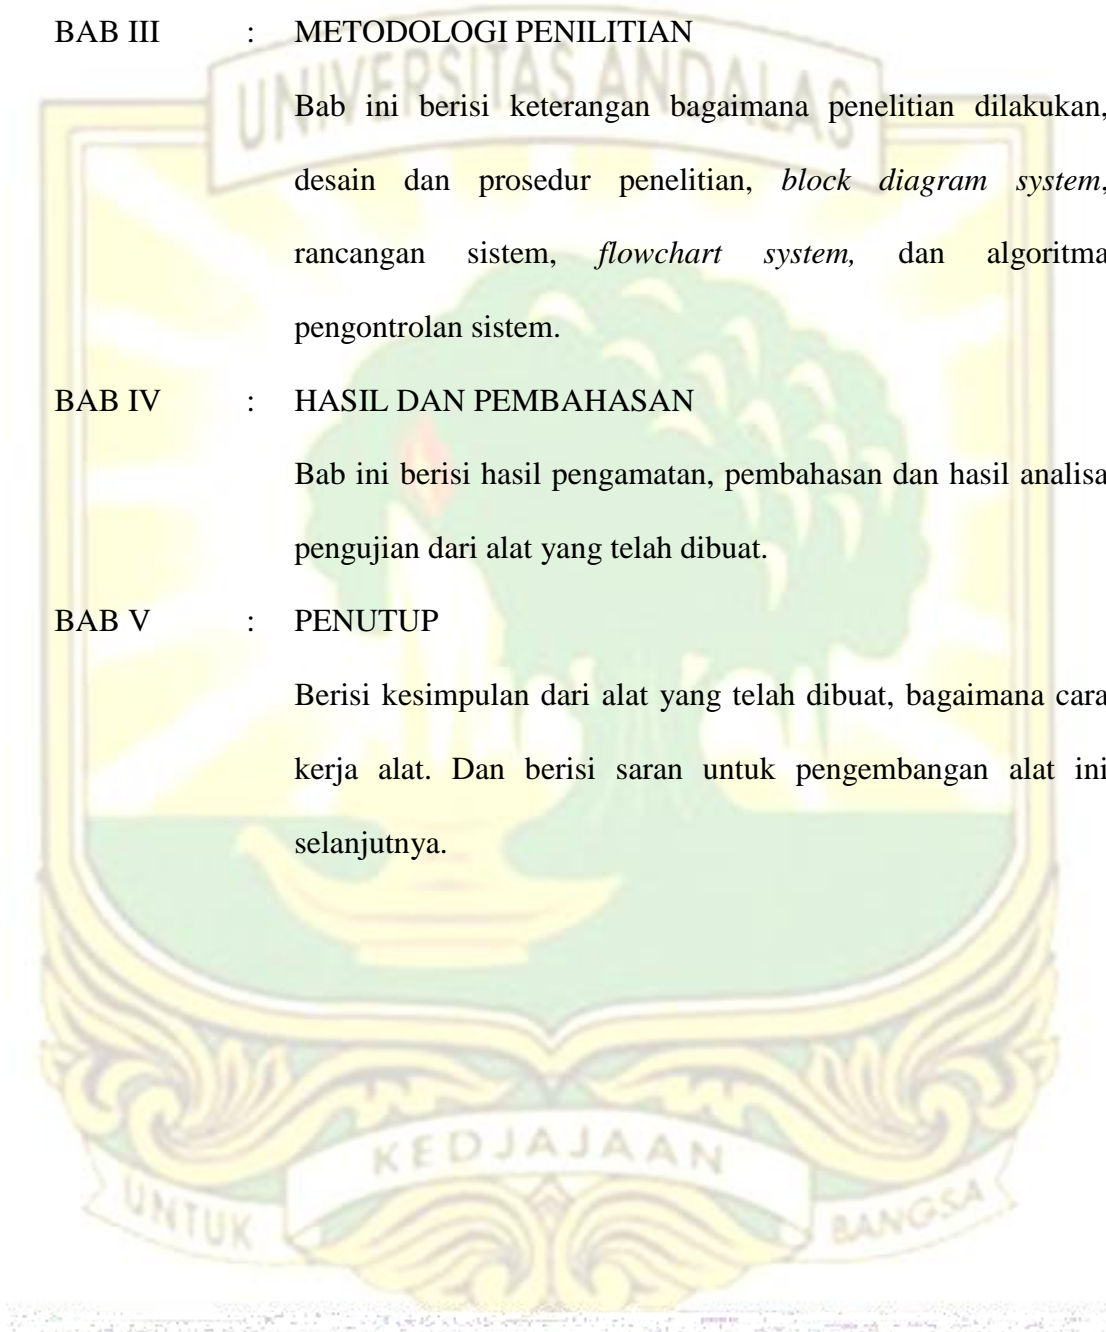 BAB III : METODOLOGI PENILITIAN
UNIVERSITAS ANDALAS
Bab ini berisi keterangan bagaimana penelitian dilakukan,
desain dan prosedur penelitian, block diagram system,
rancangan sistem, flowchart system, dan algoritma
pengontrolan sistem.
BAB IV : HASIL DAN PEMBAHASAN
Bab ini berisi hasil pengamatan, pembahasan dan hasil analisa
pengujian dari alat yang telah dibuat.
BAB V : PENUTUP
Berisi kesimpulan dari alat yang telah dibuat, bagaimana cara
kerja alat. Dan berisi saran untuk pengembangan alat ini
selanjutnya.
UNTUK KEDJAJAAN BANGSA